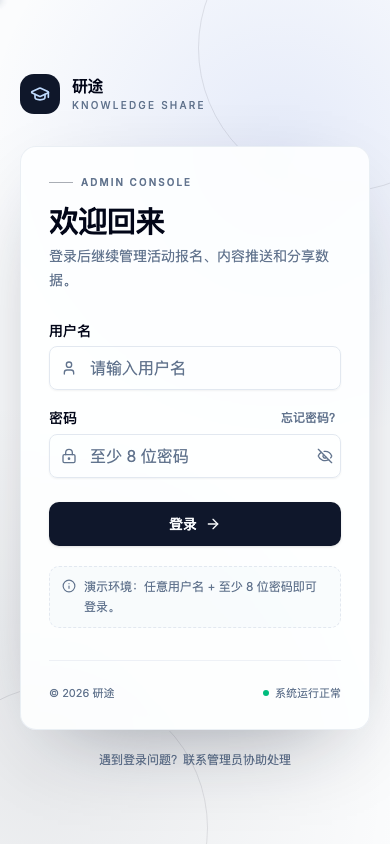 研途
KNOWLEDGE SHARE
ADMIN CONSOLE
欢迎回来
登录后继续管理活动报名、内容推送和分享数
据。
用户名
请输入用户名
密码
忘记密码?
至少 8 位密码
登录
演示环境：任意用户名 + 至少 8 位密码即可
登录。
© 2026 研途
系统运行正常
遇到登录问题？联系管理员协助处理